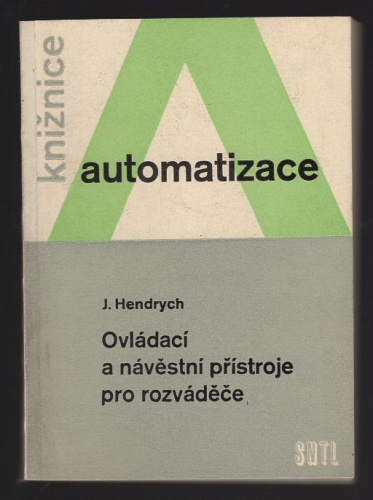 knižnice
automatizace
J. Hendrych
Ovládací
a návěstní přístroje
pro rozváděče
SNTL